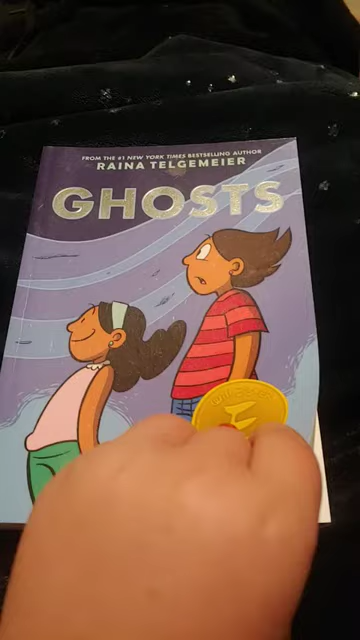 FROM THE #1 NEW YORK TIMES BESTSELLING AUTHOR
RAINA TELGEMEIER
GHOSTS